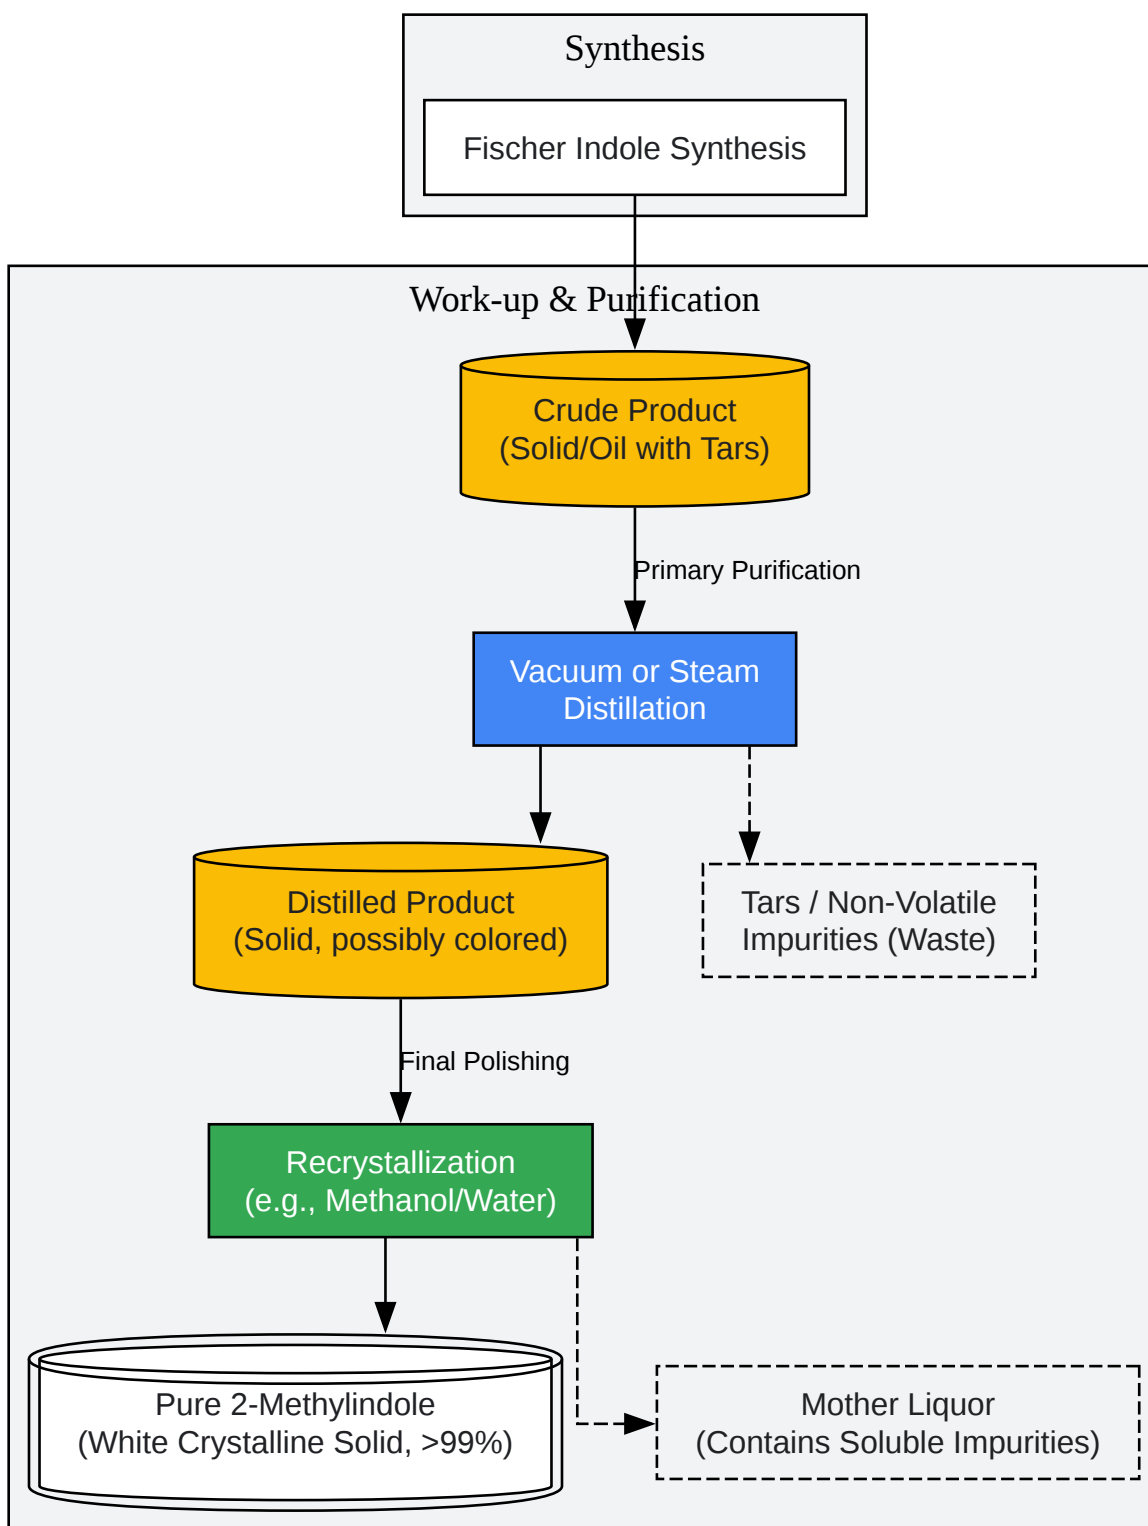 Synthesis
Fischer Indole Synthesis
Work-up & Purification
Crude Product
(Solid/Oil with Tars)
Primary Purification
Vacuum or Steam
Distillation
Distilled Product
(Solid, possibly colored)
Tars / Non-Volatile
Impurities (Waste)
Final Polishing
Recrystallization
(e.g., Methanol/Water)
Pure 2-Methylindole
(White Crystalline Solid, >99%)
Mother Liquor
(Contains Soluble Impurities)